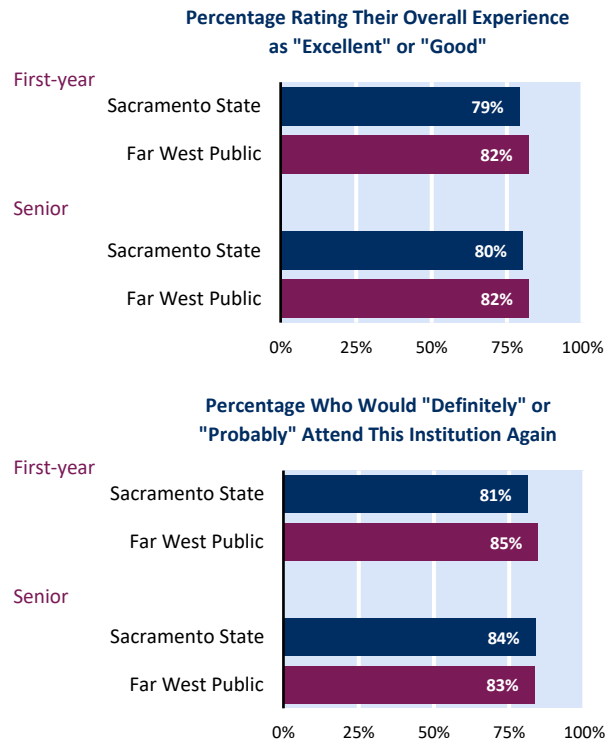 Percentage Rating Their Overall Experience
as "Excellent" or "Good"
First-year
Sacramento State 79%
Far West Public 82%
Senior
Sacramento State 80%
Far West Public 82%
0% 25% 50% 75% 100%
Percentage Who Would "Definitely" or
"Probably" Attend This Institution Again
First-year
Sacramento State 81%
Far West Public 85%
Senior
Sacramento State 84%
Far West Public 83%
0% 25% 50% 75% 100%